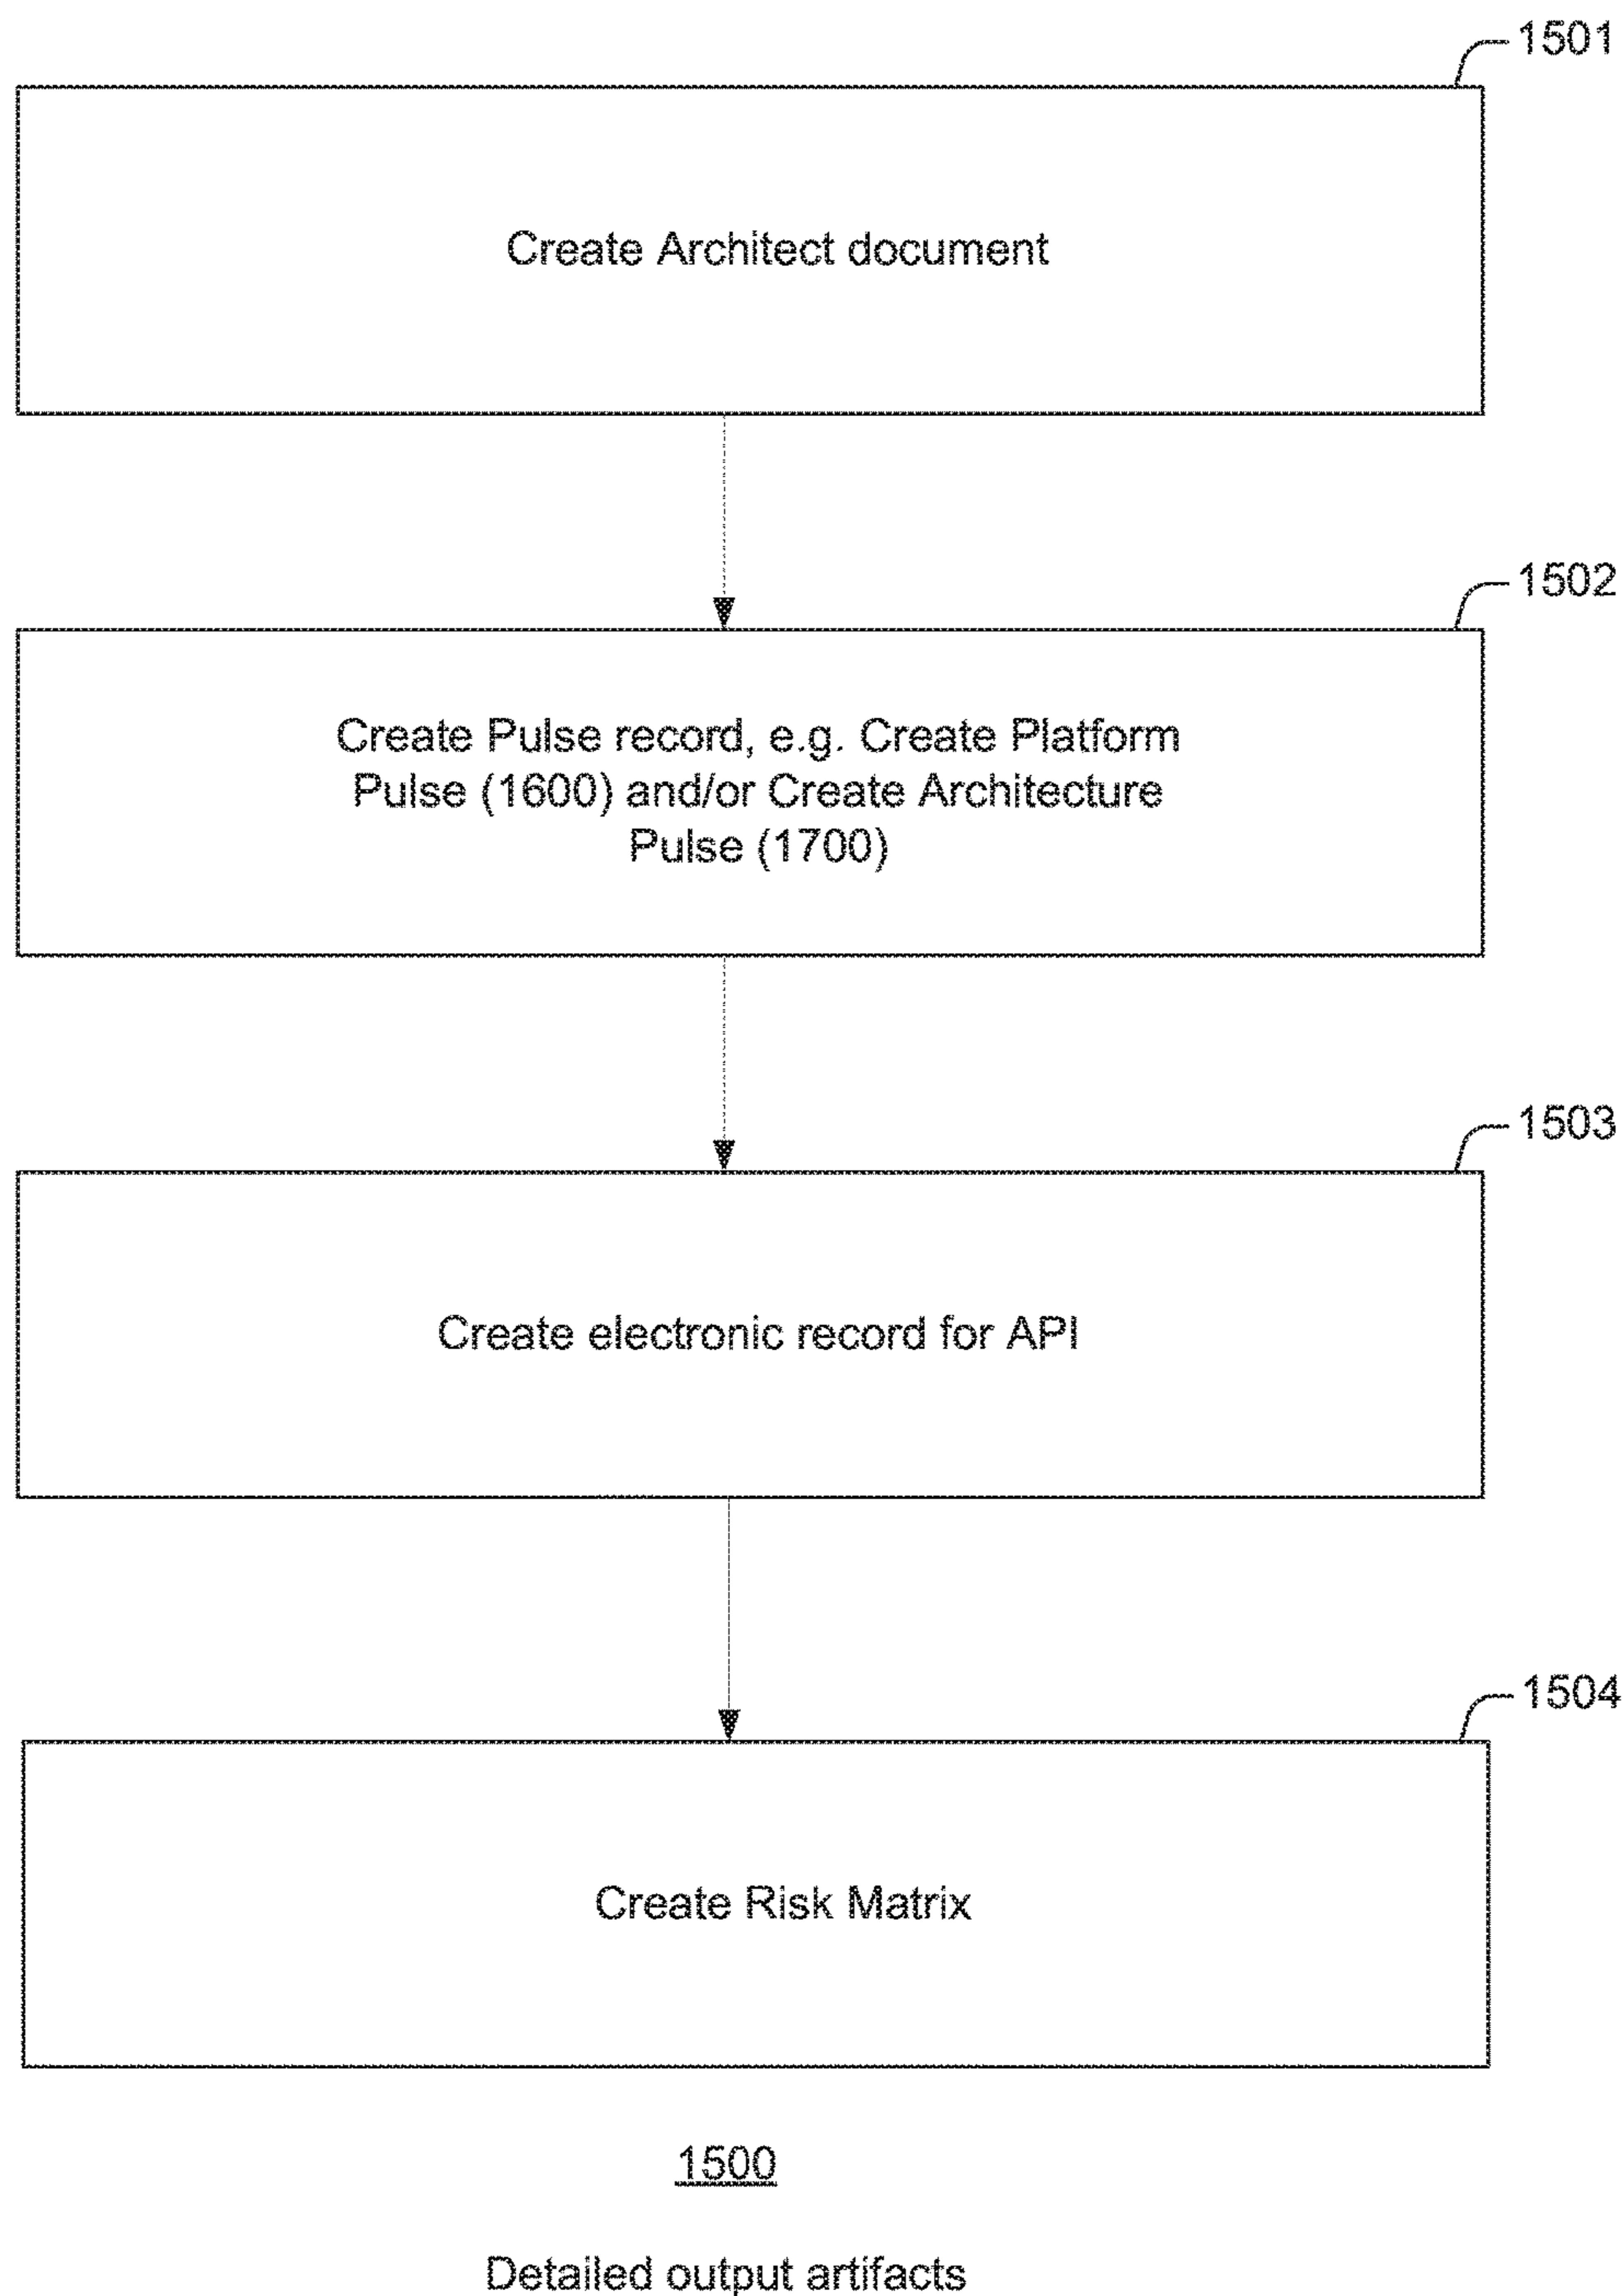 1501
Create Architect document
1502
Create Pulse record, e.g. Create Platform
Pulse (1600) and/or Create Architecture
Pulse (1700)
1503
Create electronic record for API
1504
Create Risk Matrix
1500
Detailed output artifacts